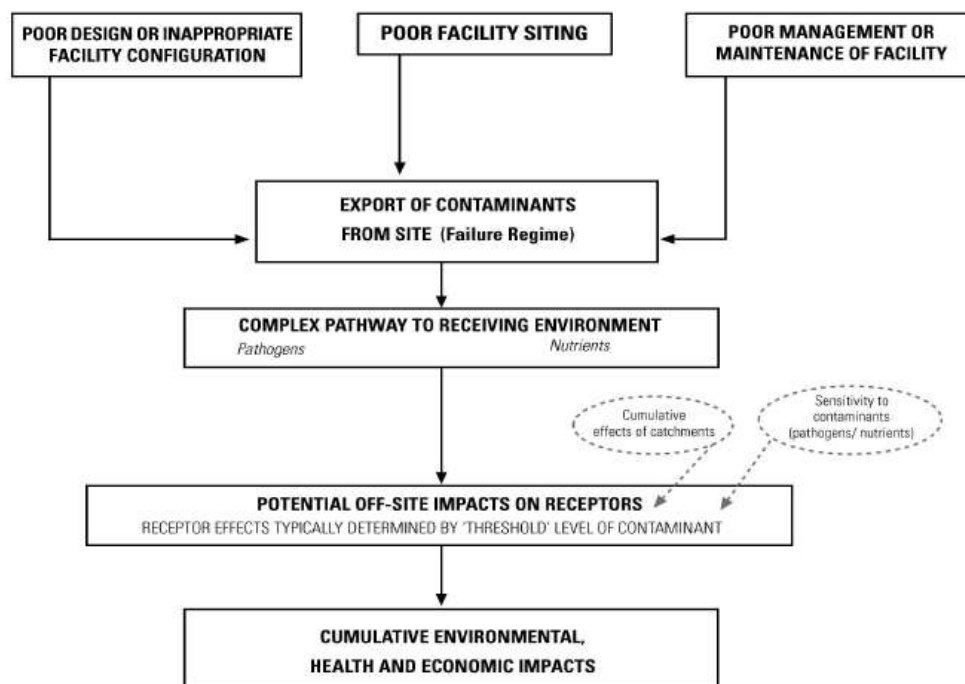 POOR DESIGN OR INAPPROPRIATE
FACILITY CONFIGURATION
POOR FACILITY SITING
POOR MANAGEMENT OR
MAINTENANCE OF FACILITY
EXPORT OF CONTAMINANTS
FROM SITE (Failure Regime)
COMPLEX PATHWAY TO RECEIVING ENVIRONMENT
Pathogens
Nutrients
Cumulative
effects of catchments
Sensitivity to
contaminants
(pathogens/ nutrients)
POTENTIAL OFF-SITE IMPACTS ON RECEPTORS
RECEPTOR EFFECTS TYPICALLY DETERMINED BY 'THRESHOLD' LEVEL OF CONTAMINANT
CUMULATIVE ENVIRONMENTAL,
HEALTH AND ECONOMIC IMPACTS